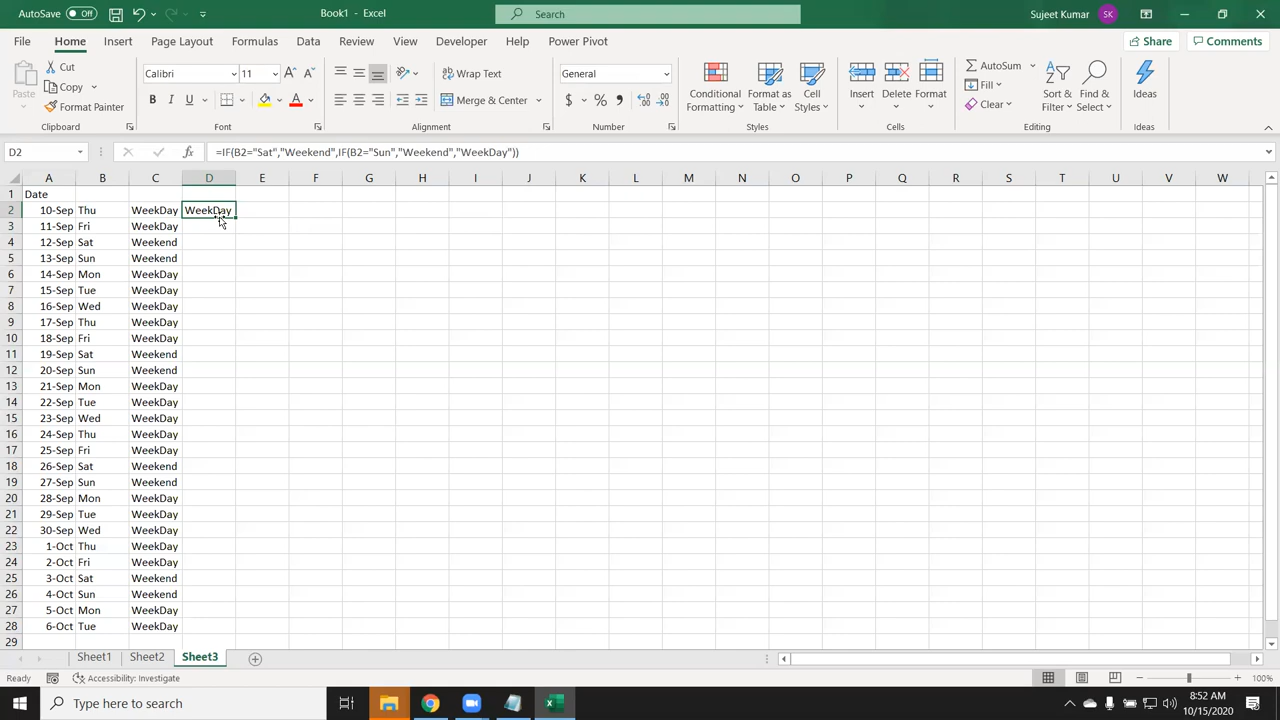 AutoSave Off Book1 - Excel Search Sujeet Kumar SK
File Home Insert Page Layout Formulas Data Review View Developer Help Power Pivot Share Comments
Paste Cut Copy Format Painter
Calibri 11 A A B I U A
Wrap Text Merge & Center
General $ % 9
Conditional Formatting Format as Table Cell Styles
Insert Delete Format
AutoSum Fill Clear Sort & Filter Find & Select Ideas
Clipboard Font Alignment Number Styles Cells Editing Ideas
D2 fx =IF(B2="Sat","Weekend",IF(B2="Sun","Weekend","WeekDay"))
A B C D E F G H I J K L M N O P Q R S T U V W
1 Date
2 10-Sep Thu WeekDay WeekDay
3 11-Sep Fri WeekDay
4 12-Sep Sat Weekend
5 13-Sep Sun Weekend
6 14-Sep Mon WeekDay
7 15-Sep Tue WeekDay
8 16-Sep Wed WeekDay
9 17-Sep Thu WeekDay
10 18-Sep Fri WeekDay
11 19-Sep Sat Weekend
12 20-Sep Sun Weekend
13 21-Sep Mon WeekDay
14 22-Sep Tue WeekDay
15 23-Sep Wed WeekDay
16 24-Sep Thu WeekDay
17 25-Sep Fri WeekDay
18 26-Sep Sat Weekend
19 27-Sep Sun Weekend
20 28-Sep Mon WeekDay
21 29-Sep Tue WeekDay
22 30-Sep Wed WeekDay
23 1-Oct Thu WeekDay
24 2-Oct Fri WeekDay
25 3-Oct Sat Weekend
26 4-Oct Sun Weekend
27 5-Oct Mon WeekDay
28 6-Oct Tue WeekDay
29
Sheet1 Sheet2 Sheet3
Ready Accessibility: Investigate 100%
Type here to search 8:52 AM
10/15/2020